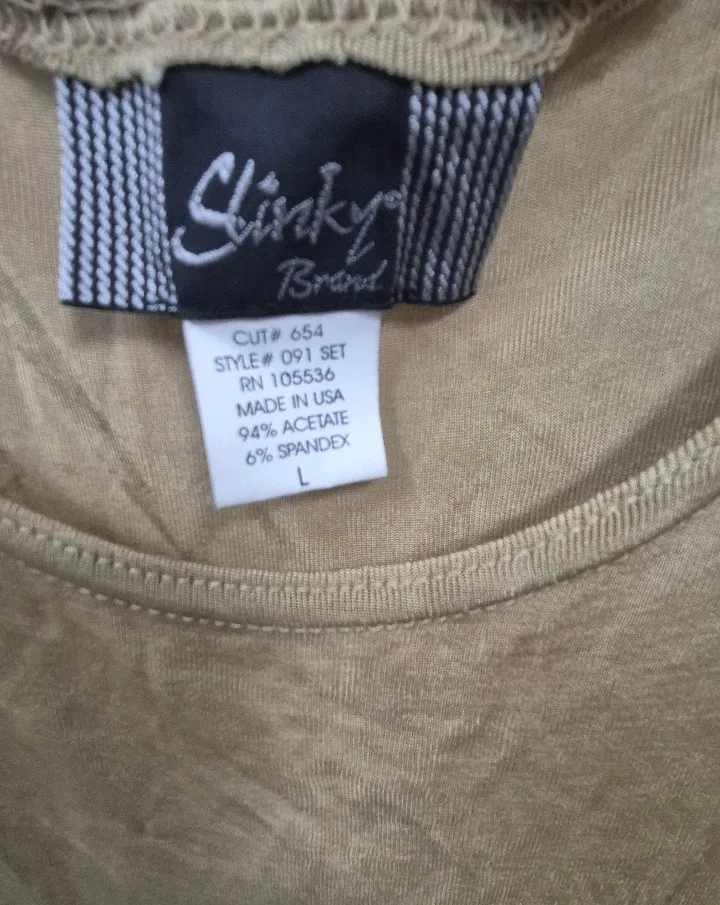 Slinky®
Brand
CUT# 654
STYLE# 091 SET
RN 105536
MADE IN USA
94% ACETATE
6% SPANDEX
L